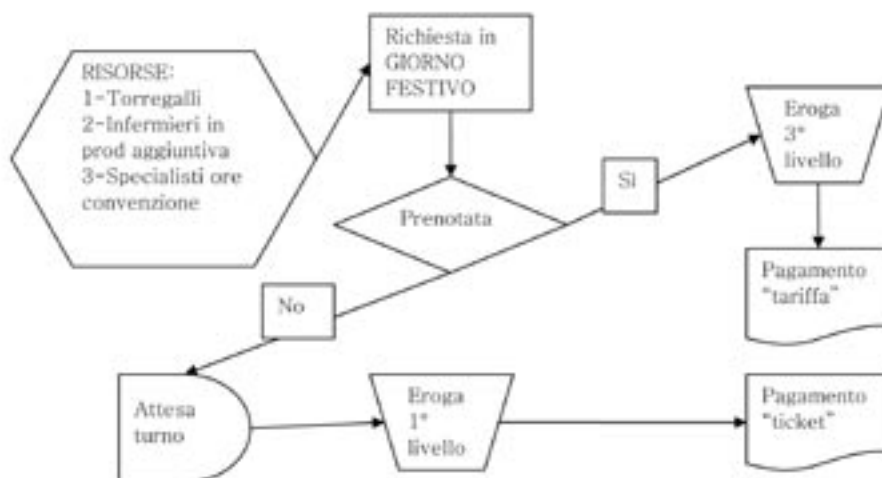 RISORSE:
1-Torregalli
2-Infermieri in
prod aggiuntiva
3-Specialisti ore
convenzione
Richiesta in
GIORNO
FESTIVO
Prenotata
Sì
Eroga
3°
livello
Pagamento
“tariffa”
No
Attesa
turno
Eroga
1°
livello
Pagamento
“ticket”